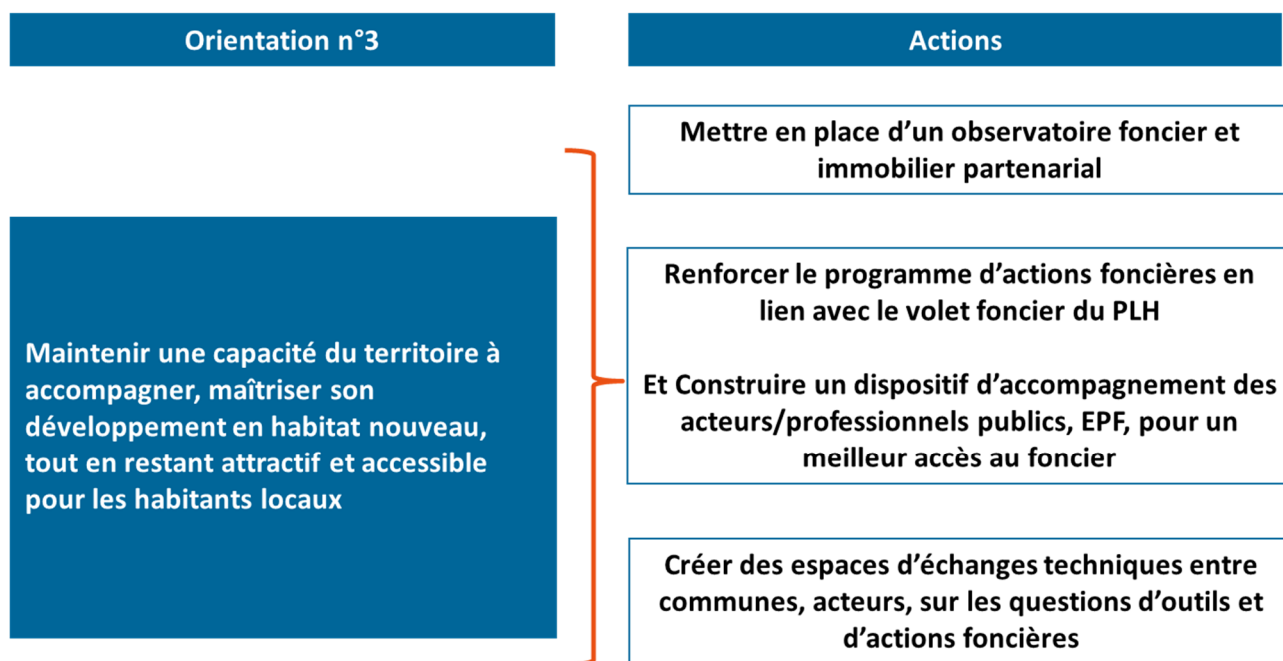 Orientation n°3
Actions
Maintenir une capacité du territoire à
accompagner, maîtriser son
développement en habitat nouveau,
tout en restant attractif et accessible
pour les habitants locaux
Mettre en place d’un observatoire foncier et
immobilier partenarial
Renforcer le programme d’actions foncières en
lien avec le volet foncier du PLH
Et Construire un dispositif d’accompagnement des
acteurs/professionnels publics, EPF, pour un
meilleur accès au foncier
Créer des espaces d’échanges techniques entre
communes, acteurs, sur les questions d’outils et
d’actions foncières